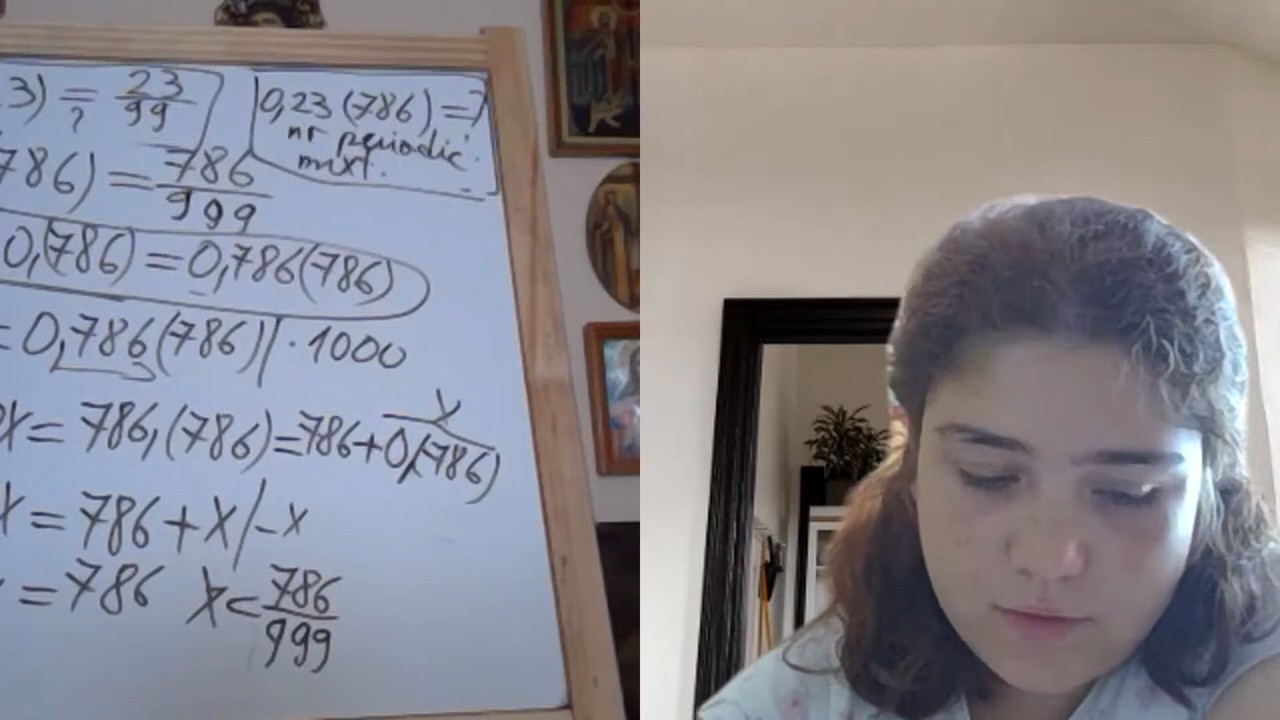 3) = 23/99
?
0,23(786) = ?
nr periodic
mixt.
786) = 786/999
0,(786) = 0,786(786)
= 0,786(786) | · 1000
X = 786,(786) = 786 + 0,(786)
X
X = 786 + X / - X
= 786 X = 786/999